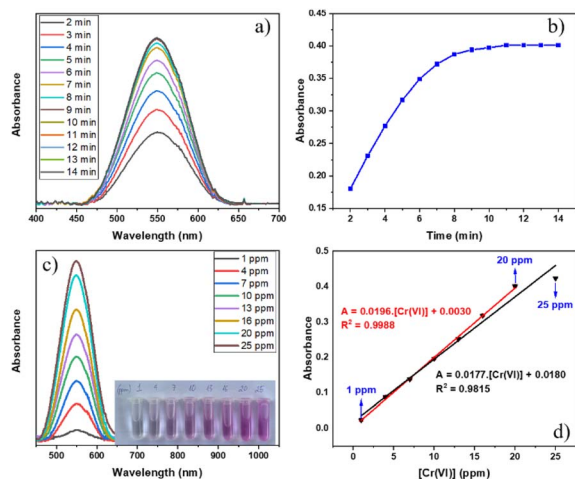 a)
Absorbance
2 min
3 min
4 min
5 min
6 min
7 min
8 min
9 min
10 min
11 min
12 min
13 min
14 min
400 450 500 550 600 650 700
Wavelength (nm)
b)
Absorbance
0.45
0.40
0.35
0.30
0.25
0.20
0.15
0 2 4 6 8 10 12 14
Time (min)
c)
Absorbance
1 ppm
4 ppm
7 ppm
10 ppm
13 ppm
16 ppm
20 ppm
25 ppm
500 600 700 800 900 1000
Wavelength (nm)
d)
Absorbance
0.5
0.4
0.3
0.2
0.1
0.0
20 ppm
25 ppm
A = 0.0196.[Cr(VI)] + 0.0030
R² = 0.9988
A = 0.0177.[Cr(VI)] + 0.0180
R² = 0.9815
1 ppm
0 5 10 15 20 25
[Cr(VI)] (ppm)